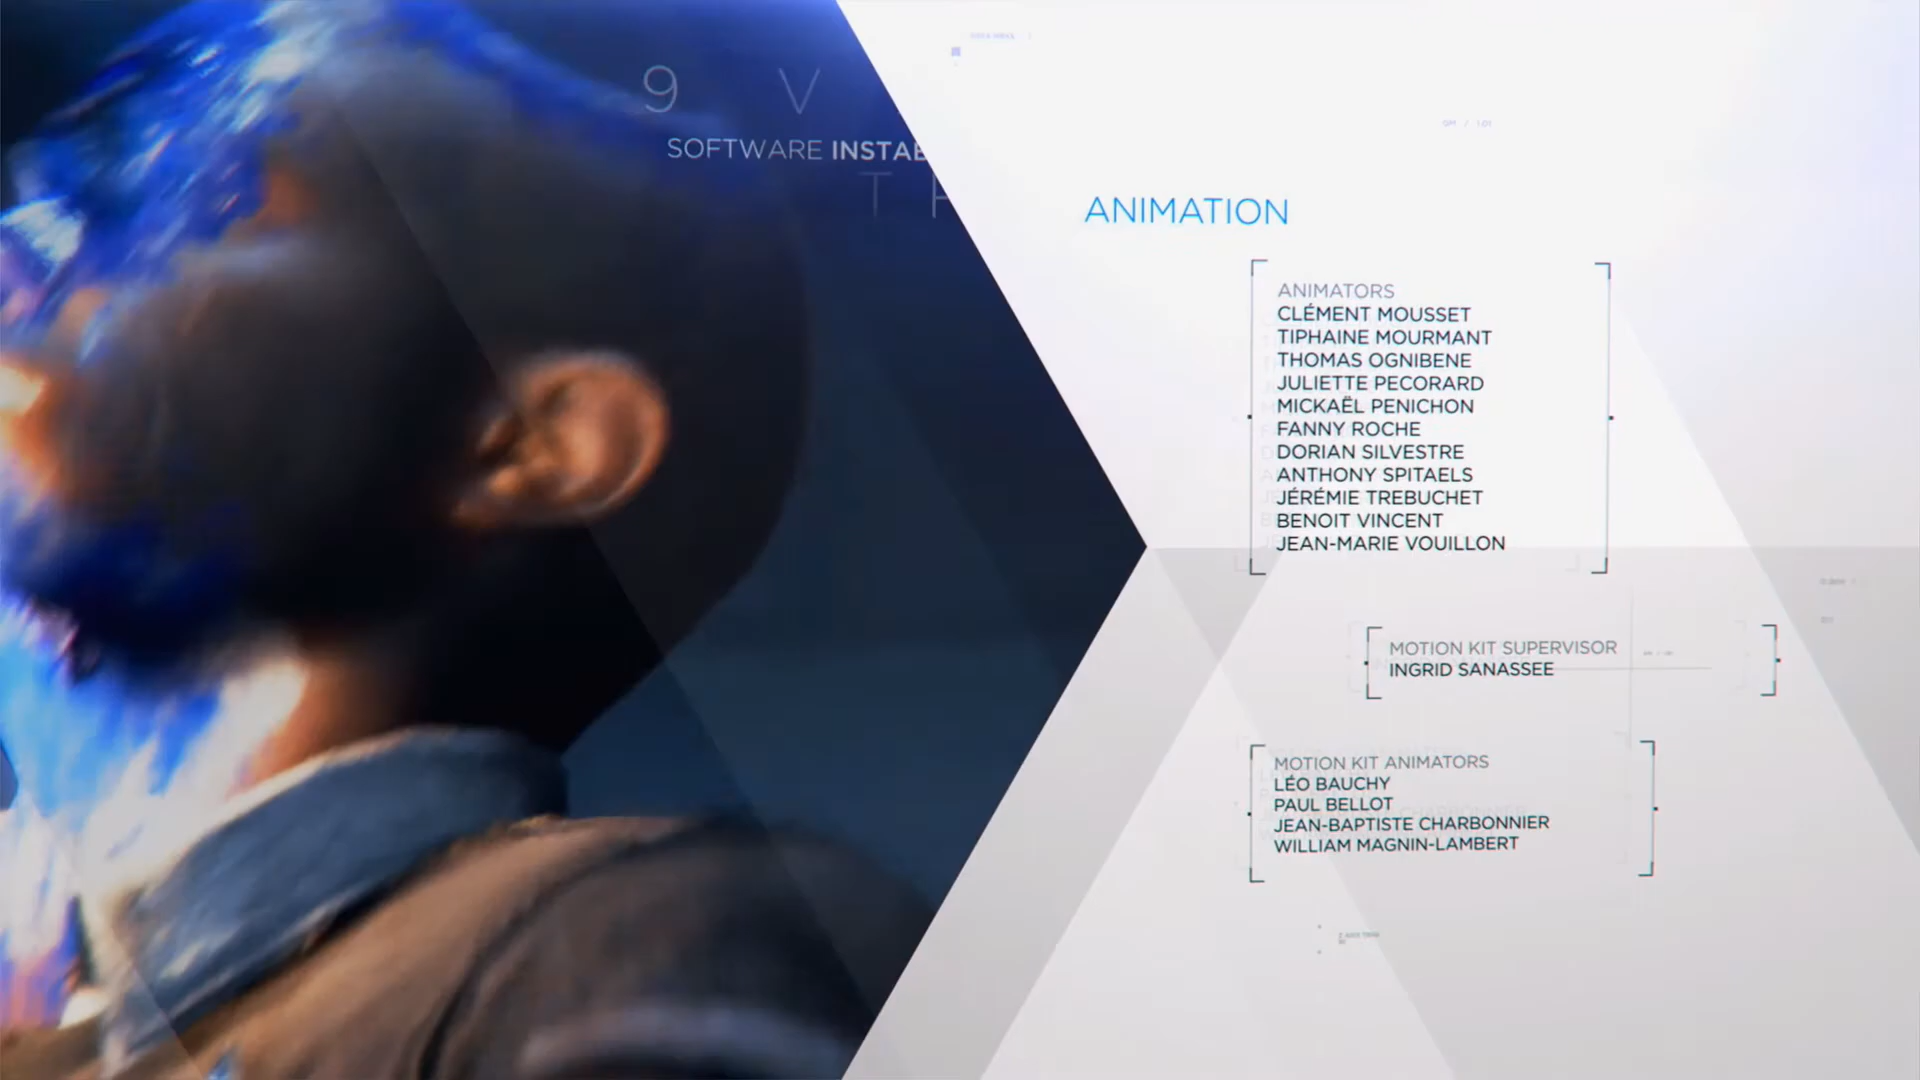 9 V
SOFTWARE INSTAB
T
ANIMATION
ANIMATORS
CLÉMENT MOUSSET
TIPHAINE MOURMANT
THOMAS OGNIBENE
JULIETTE PECORARD
MICKAËL PENICHON
FANNY ROCHE
DORIAN SILVESTRE
ANTHONY SPITAELS
JÉRÉMIE TREBUCHET
BENOIT VINCENT
JEAN-MARIE VOUILLON
MOTION KIT SUPERVISOR
INGRID SANASSEE
MOTION KIT ANIMATORS
LÉO BAUCHY
PAUL BELLOT
JEAN-BAPTISTE CHARBONNIER
WILLIAM MAGNIN-LAMBERT